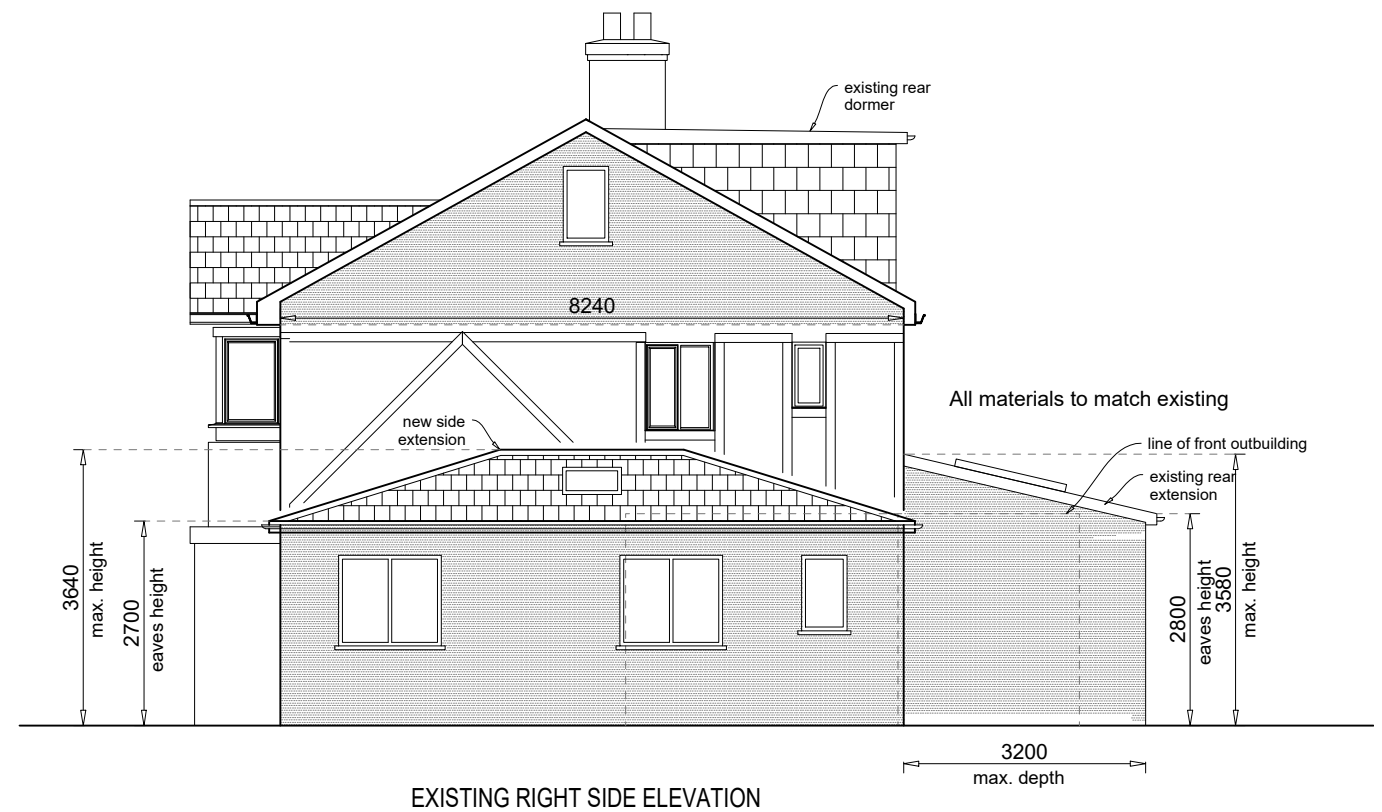 existing rear
dormer
8240
All materials to match existing
new side
extension
line of front outbuilding
existing rear
extension
3640
max. height
2700
eaves height
2800
eaves height
3580
max. height
3200
max. depth
EXISTING RIGHT SIDE ELEVATION